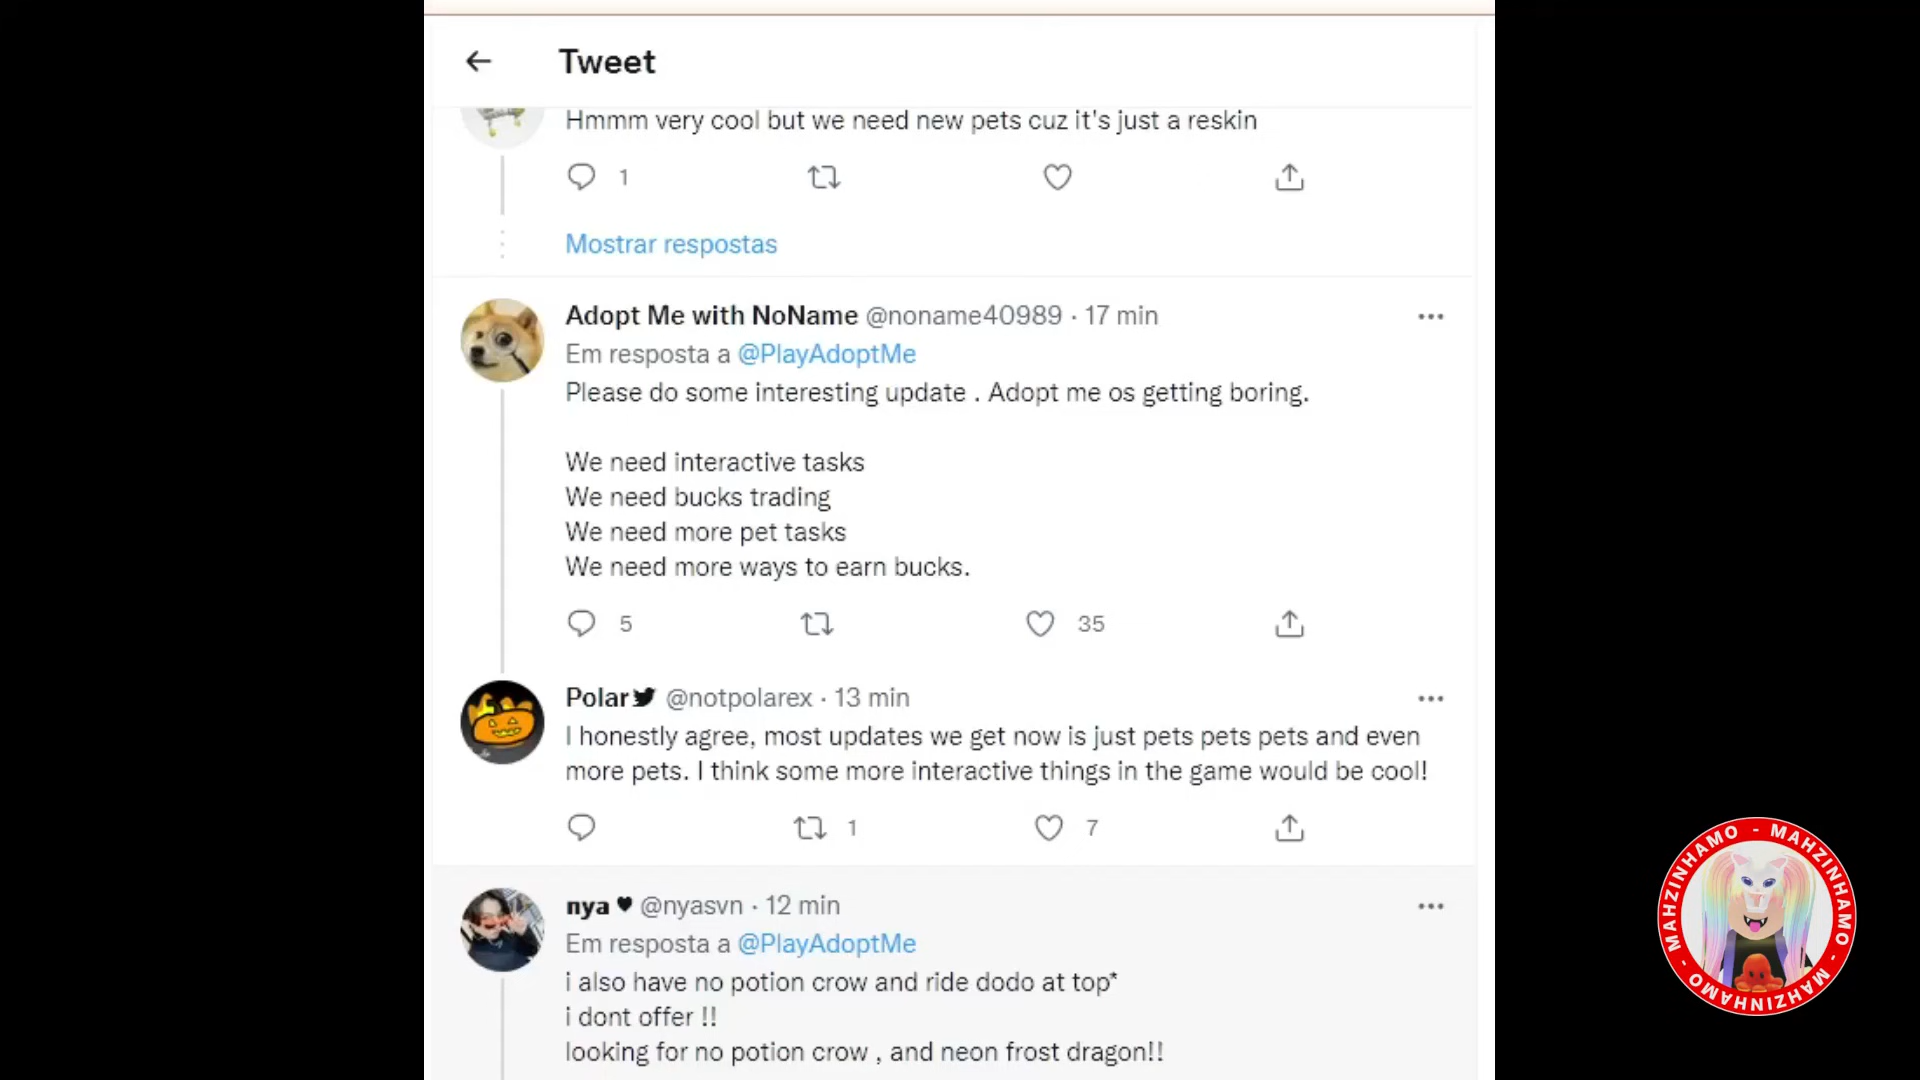 Tweet
Hmmm very cool but we need new pets cuz it's just a reskin
1
Mostrar respostas
Adopt Me with NoName @noname40989 · 17 min
Em resposta a @PlayAdoptMe
Please do some interesting update . Adopt me os getting boring.
We need interactive tasks
We need bucks trading
We need more pet tasks
We need more ways to earn bucks.
5 35
Polar @notpolarex · 13 min
I honestly agree, most updates we get now is just pets pets pets and even
more pets. I think some more interactive things in the game would be cool!
1 7
nya ♥ @nyasvn · 12 min
Em resposta a @PlayAdoptMe
i also have no potion crow and ride dodo at top*
i dont offer !!
looking for no potion crow , and neon frost dragon!!
MAHZINHAMO - MAHZINHAMO - MAHZINHAMO -